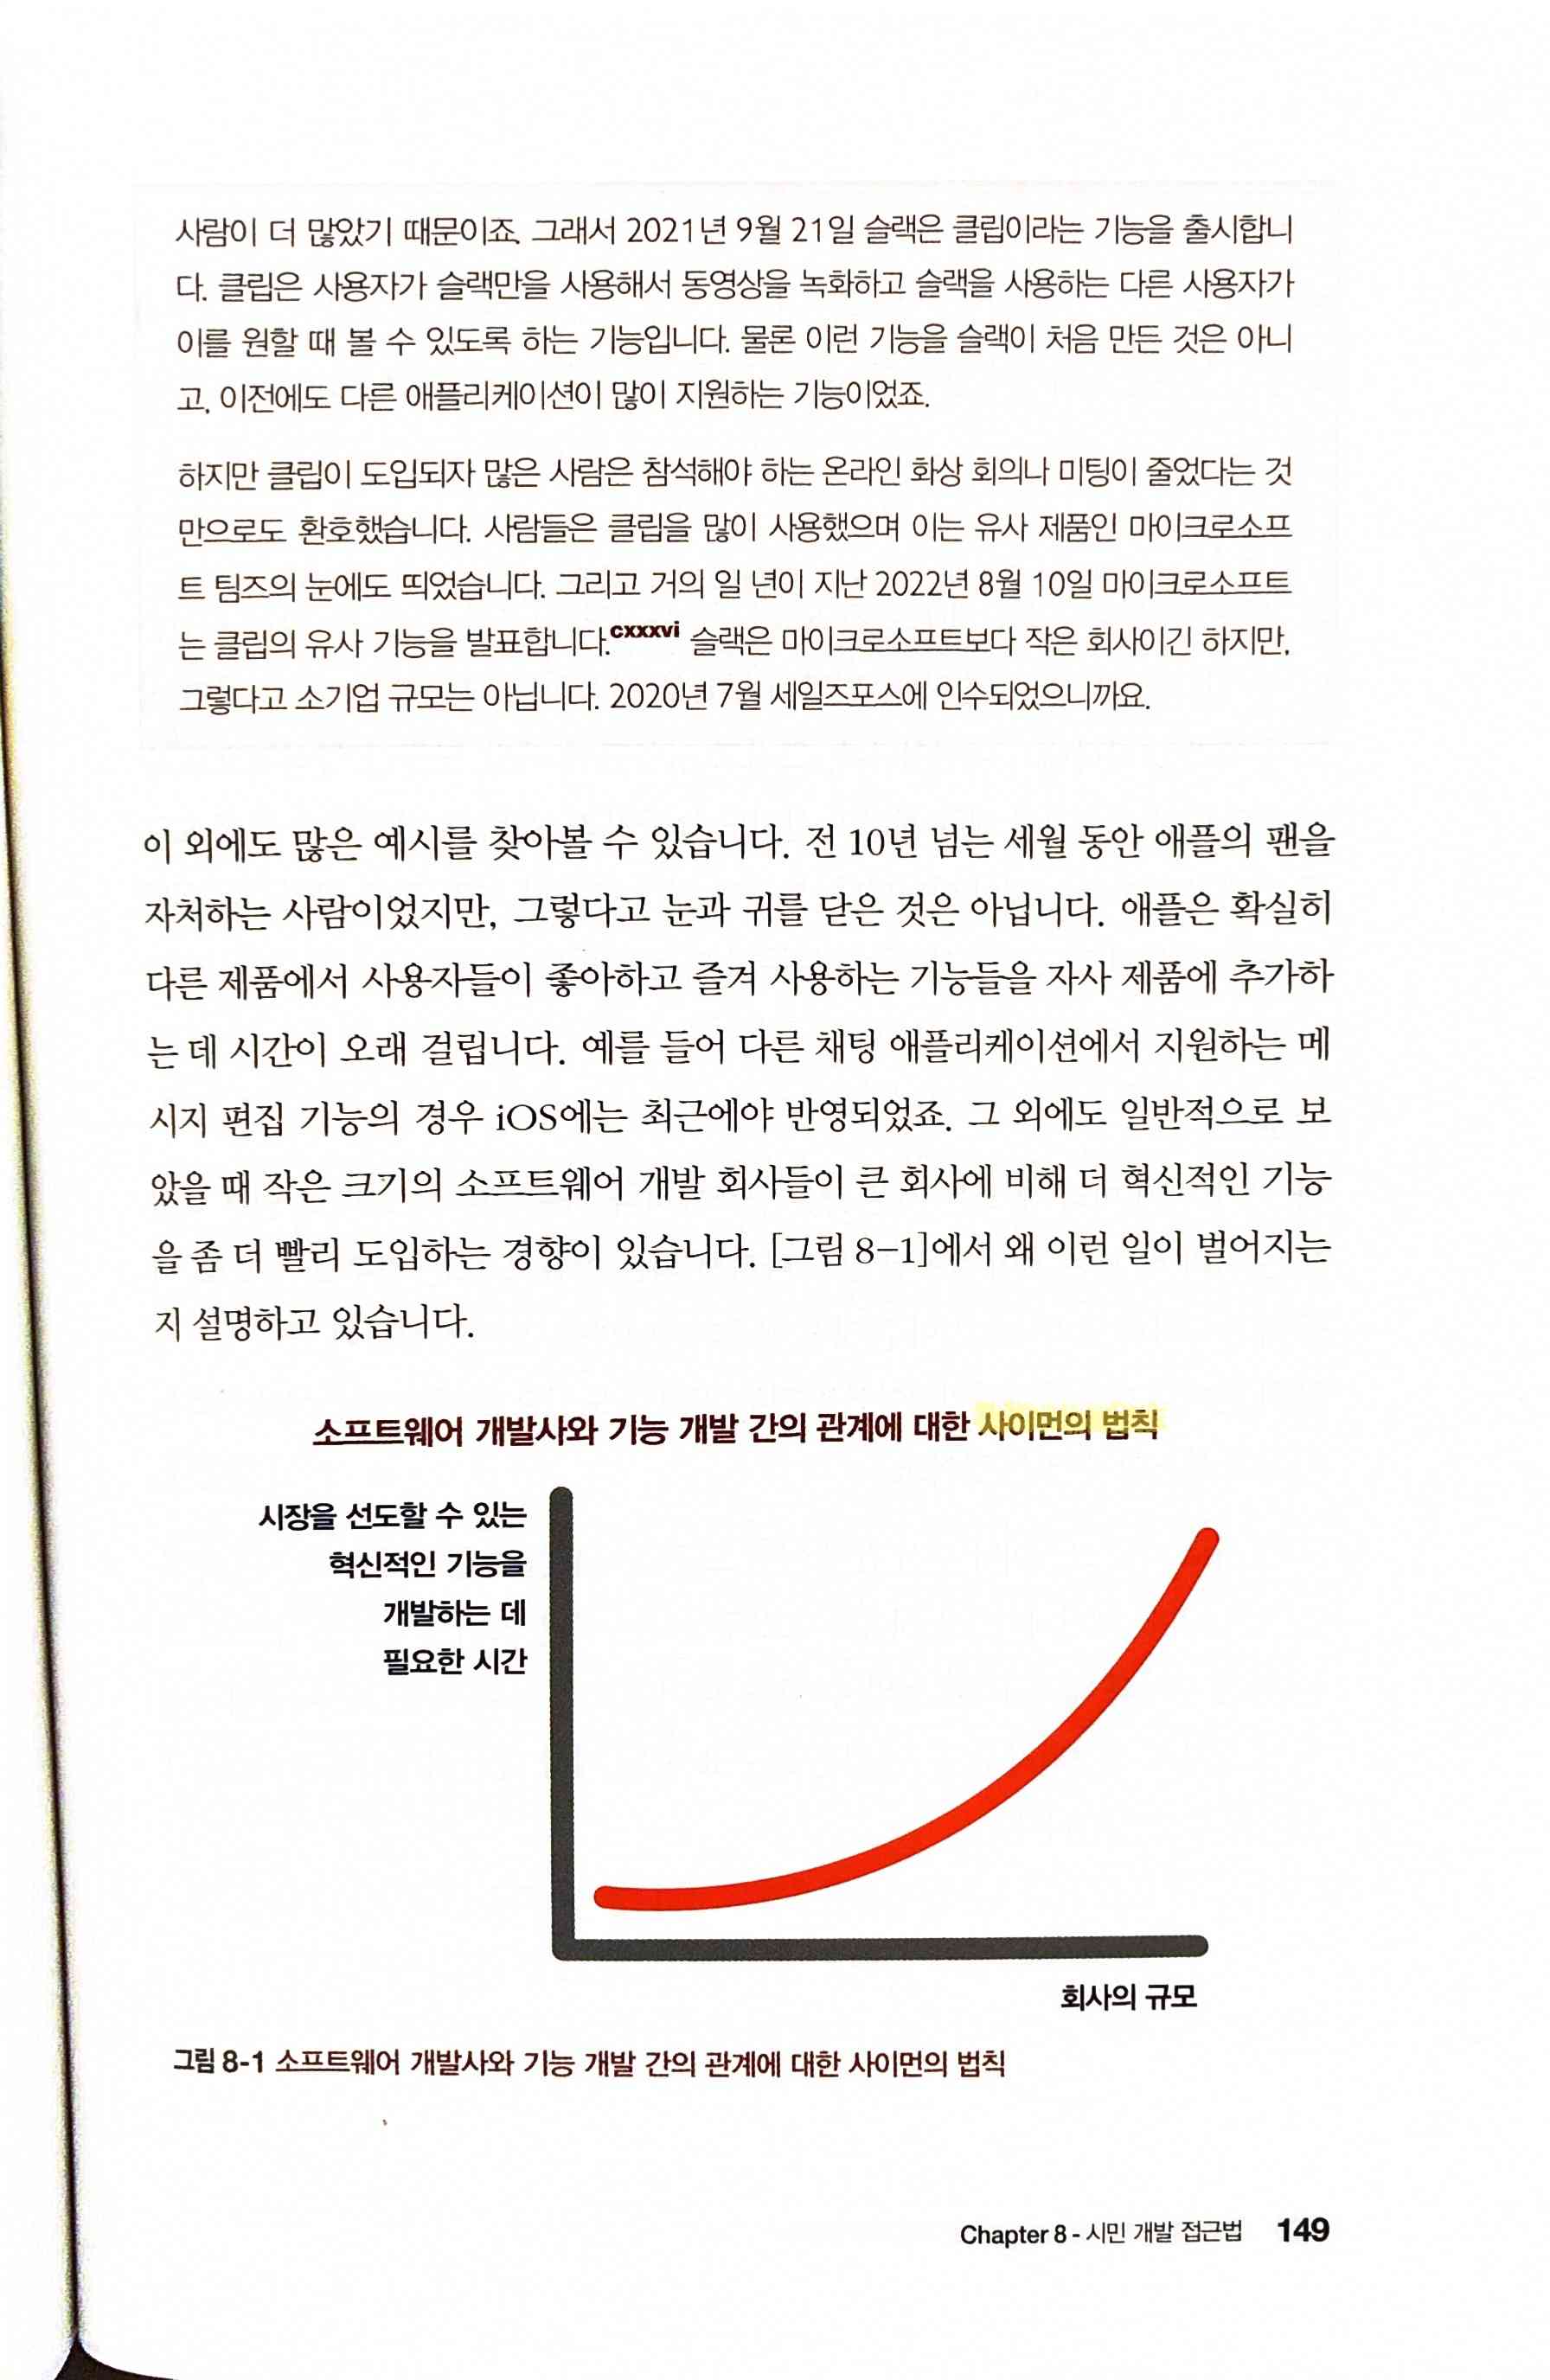 사람이 더 많았기 때문이죠. 그래서 2021년 9월 21일 슬랙은 클립이라는 기능을 출시합니
다. 클립은 사용자가 슬랙만을 사용해서 동영상을 녹화하고 슬랙을 사용하는 다른 사용자가
이를 원할 때 볼 수 있도록 하는 기능입니다. 물론 이런 기능을 슬랙이 처음 만든 것은 아니
고, 이전에도 다른 애플리케이션이 많이 지원하는 기능이었죠.
하지만 클립이 도입되자 많은 사람은 참석해야 하는 온라인 화상 회의나 미팅이 줄었다는 것
만으로도 환호했습니다. 사람들은 클립을 많이 사용했으며 이는 유사 제품인 마이크로소프
트 팀즈의 눈에도 띄었습니다. 그리고 거의 일 년이 지난 2022년 8월 10일 마이크로소프트
는 클립의 유사 기능을 발표합니다.cxxxvi 슬랙은 마이크로소프트보다 작은 회사이긴 하지만,
그렇다고 소기업 규모는 아닙니다. 2020년 7월 세일즈포스에 인수되었으니까요.
이 외에도 많은 예시를 찾아볼 수 있습니다. 전 10년 넘는 세월 동안 애플의 팬을
자처하는 사람이었지만, 그렇다고 눈과 귀를 닫은 것은 아닙니다. 애플은 확실히
다른 제품에서 사용자들이 좋아하고 즐겨 사용하는 기능들을 자사 제품에 추가하
는 데 시간이 오래 걸립니다. 예를 들어 다른 채팅 애플리케이션에서 지원하는 메
시지 편집 기능의 경우 iOS에는 최근에야 반영되었죠. 그 외에도 일반적으로 보
았을 때 작은 크기의 소프트웨어 개발 회사들이 큰 회사에 비해 더 혁신적인 기능
을 좀 더 빨리 도입하는 경향이 있습니다. [그림 8-1]에서 왜 이런 일이 벌어지는
지 설명하고 있습니다.
소프트웨어 개발사와 기능 개발 간의 관계에 대한 사이먼의 법칙
시장을 선도할 수 있는
혁신적인 기능을
개발하는 데
필요한 시간
회사의 규모
그림 8-1 소프트웨어 개발사와 기능 개발 간의 관계에 대한 사이먼의 법칙
Chapter 8 - 시민 개발 접근법 149